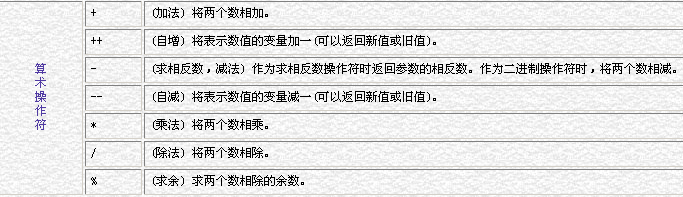 算术操作符
+ (加法) 将两个数相加。
++ (自增) 将表示数值的变量加一(可以返回新值或旧值)。
- (求相反数，减法) 作为求相反数操作符时返回参数的相反数。作为二进制操作符时，将两个数相减。
-- (自减) 将表示数值的变量减一(可以返回新值或旧值)。
* (乘法) 将两个数相乘。
/ (除法) 将两个数相除。
% (求余) 求两个数相除的余数。